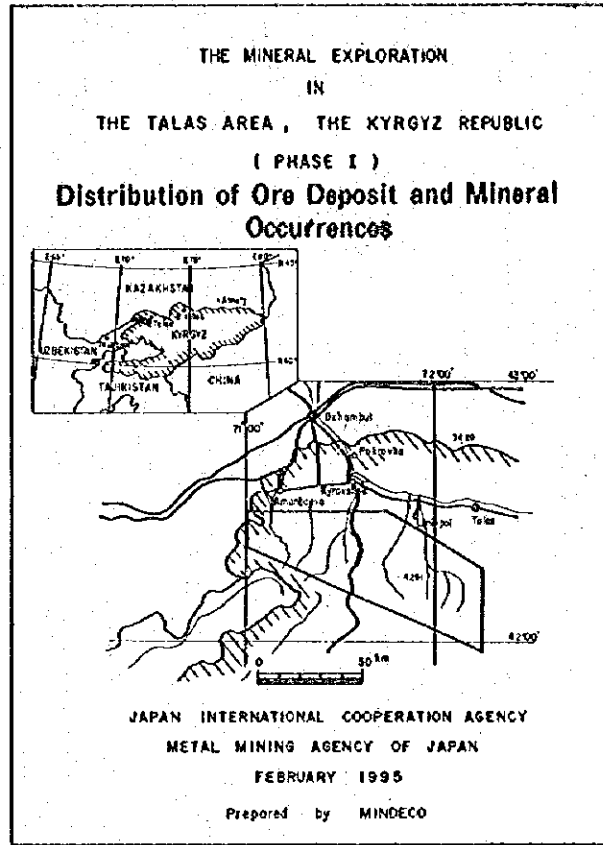 THE MINERAL EXPLORATION
IN
THE TALAS AREA, THE KYRGYZ REPUBLIC
( PHASE I )
Distribution of Ore Deposit and Mineral
Occurrences
KAZAKHSTAN
KYRGYZ
UZBEKISTAN
TAJIKISTAN
CHINA
72°00'
43°00'
71°00'
Dzhambul
Pokrovka
Talas
42°00'
0
50 km
JAPAN INTERNATIONAL COOPERATION AGENCY
METAL MINING AGENCY OF JAPAN
FEBRUARY 1995
Prepared by MINDECO